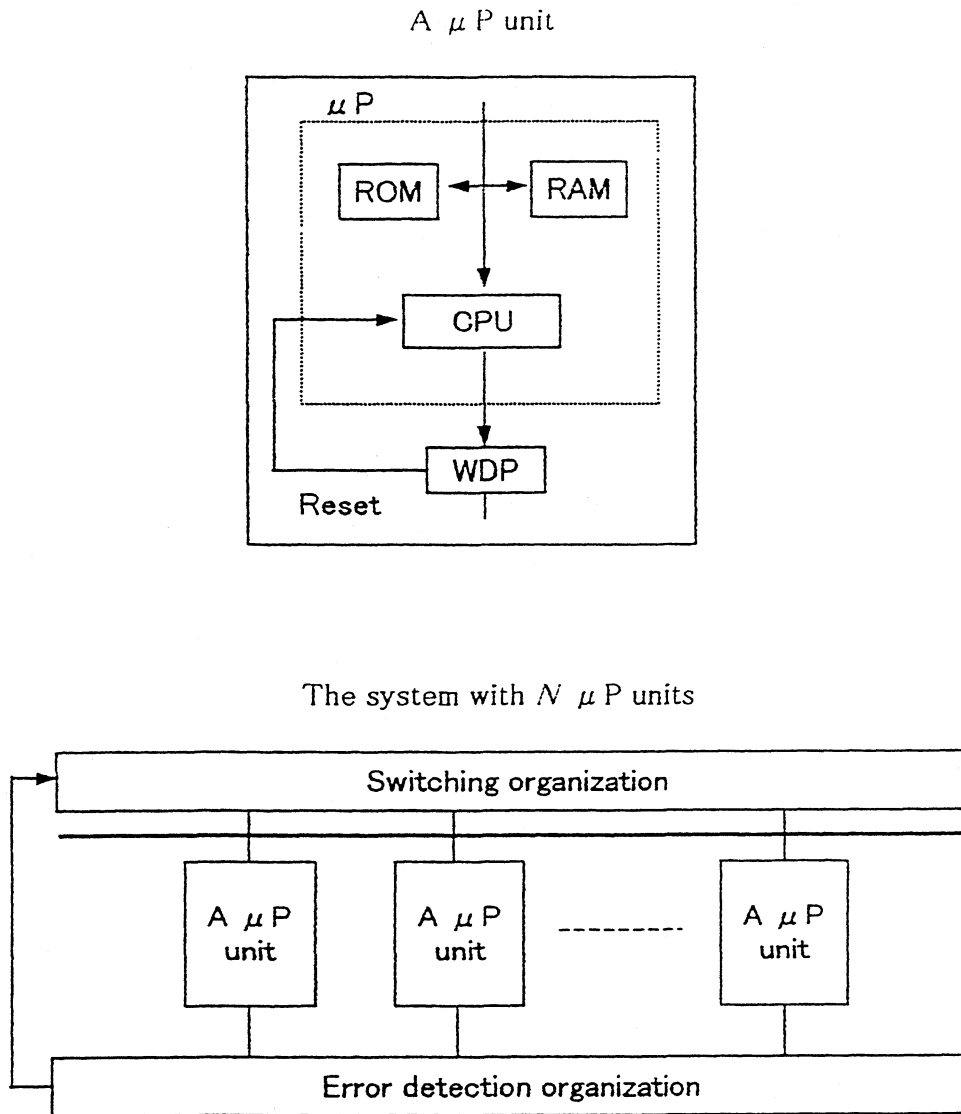 A μP unit
μP
ROM
RAM
CPU
WDP
Reset
The system with N μP units
Switching organization
A μP
unit
A μP
unit
A μP
unit
Error detection organization